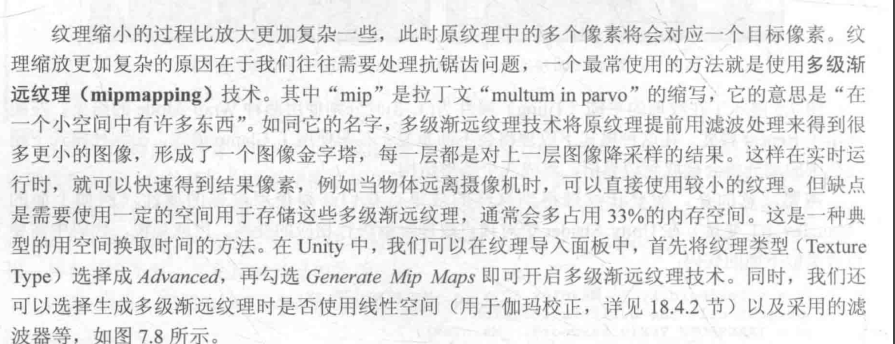 纹理缩小的过程比放大更加复杂一些，此时原纹理中的多个像素将会对应一个目标像素。纹
理缩放更加复杂的原因在于我们往往需要处理抗锯齿问题，一个最常使用的方法就是使用多级渐
远纹理（mipmapping）技术。其中“mip”是拉丁文“multum in parvo”的缩写，它的意思是“在
一个小空间中有许多东西”。如同它的名字，多级渐远纹理技术将原纹理提前用滤波处理来得到很
多更小的图像，形成了一个图像金字塔，每一层都是对上一层图像降采样的结果。这样在实时运
行时，就可以快速得到结果像素，例如当物体远离摄像机时，可以直接使用较小的纹理。但缺点
是需要使用一定的空间用于存储这些多级渐远纹理，通常会多占用 33%的内存空间。这是一种典
型的用空间换取时间的方法。在 Unity 中，我们可以在纹理导入面板中，首先将纹理类型（Texture
Type）选择成 Advanced，再勾选 Generate Mip Maps 即可开启多级渐远纹理技术。同时，我们还
可以选择生成多级渐远纹理时是否使用线性空间（用于伽玛校正，详见 18.4.2 节）以及采用的滤
波器等，如图 7.8 所示。